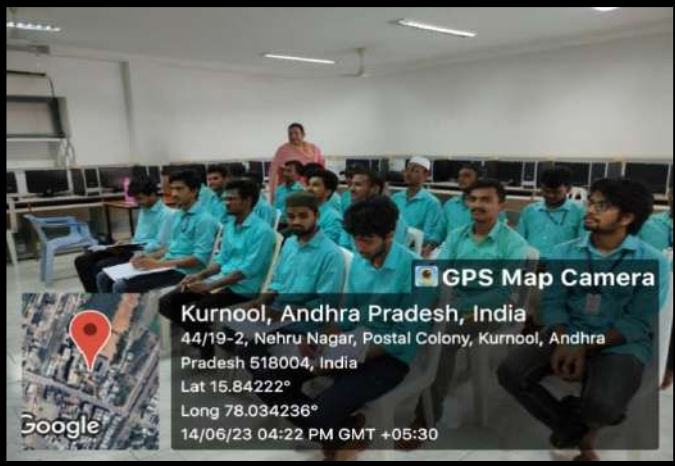 GPS Map Camera
Kurnool, Andhra Pradesh, India
44/19-2, Nehru Nagar, Postal Colony, Kurnool, Andhra
Pradesh 518004, India
Lat 15.84222°
Long 78.034236°
14/06/23 04:22 PM GMT +05:30
Google